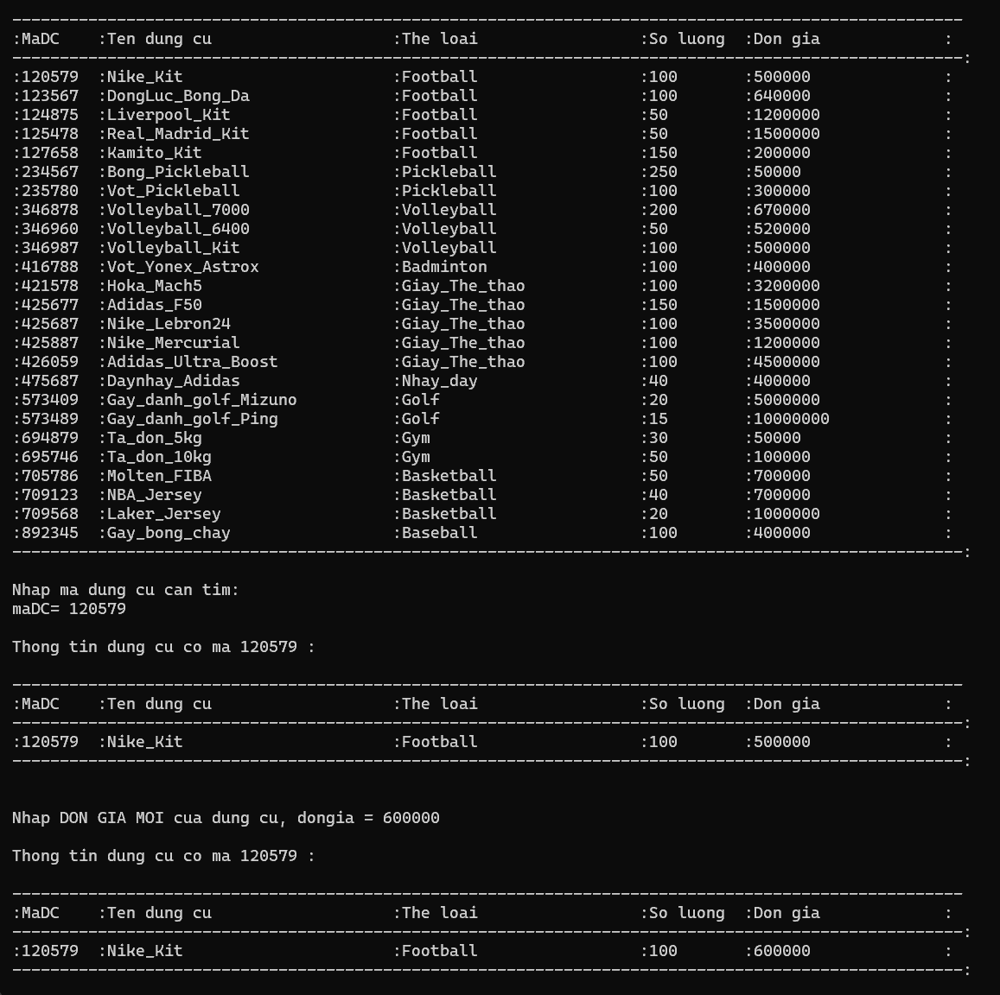 ----------------------------------------------------------------------------------------------------
:MaDC    :Ten dung cu                   :The loai                 :So luong  :Don gia             :
----------------------------------------------------------------------------------------------------:
:120579  :Nike_Kit                      :Football                 :100       :500000              :
:123567  :DongLuc_Bong_Da               :Football                 :100       :640000              :
:124875  :Liverpool_Kit                 :Football                 :50        :1200000             :
:125478  :Real_Madrid_Kit               :Football                 :50        :1500000             :
:127658  :Kamito_Kit                    :Football                 :150       :200000              :
:234567  :Bong_Pickleball               :Pickleball               :250       :50000               :
:235780  :Vot_Pickleball                :Pickleball               :100       :300000              :
:346878  :Volleyball_7000               :Volleyball               :200       :670000              :
:346960  :Volleyball_6400               :Volleyball               :50        :520000              :
:346987  :Volleyball_Kit                :Volleyball               :100       :500000              :
:416788  :Vot_Yonex_Astrox              :Badminton                :100       :400000              :
:421578  :Hoka_Mach5                    :Giay_The_thao            :100       :3200000             :
:425677  :Adidas_F50                    :Giay_The_thao            :150       :1500000             :
:425687  :Nike_Lebron24                 :Giay_The_thao            :100       :3500000             :
:425887  :Nike_Mercurial                :Giay_The_thao            :100       :1200000             :
:426059  :Adidas_Ultra_Boost            :Giay_The_thao            :100       :4500000             :
:475687  :Daynhay_Adidas                :Nhay_day                 :40        :400000              :
:573409  :Gay_danh_golf_Mizuno          :Golf                     :20        :5000000             :
:573489  :Gay_danh_golf_Ping            :Golf                     :15        :10000000            :
:694879  :Ta_don_5kg                    :Gym                      :30        :50000               :
:695746  :Ta_don_10kg                   :Gym                      :50        :100000              :
:705786  :Molten_FIBA                   :Basketball               :50        :700000              :
:709123  :NBA_Jersey                    :Basketball               :40        :700000              :
:709568  :Laker_Jersey                  :Basketball               :20        :1000000             :
:892345  :Gay_bong_chay                 :Baseball                 :100       :400000              :
----------------------------------------------------------------------------------------------------:
Nhap ma dung cu can tim:
maDC= 120579
Thong tin dung cu co ma 120579 :
----------------------------------------------------------------------------------------------------
:MaDC    :Ten dung cu                   :The loai                 :So luong  :Don gia             :
----------------------------------------------------------------------------------------------------:
:120579  :Nike_Kit                      :Football                 :100       :500000              :
----------------------------------------------------------------------------------------------------:
Nhap DON GIA MOI cua dung cu, dongia = 600000
Thong tin dung cu co ma 120579 :
----------------------------------------------------------------------------------------------------
:MaDC    :Ten dung cu                   :The loai                 :So luong  :Don gia             :
----------------------------------------------------------------------------------------------------:
:120579  :Nike_Kit                      :Football                 :100       :600000              :
----------------------------------------------------------------------------------------------------: